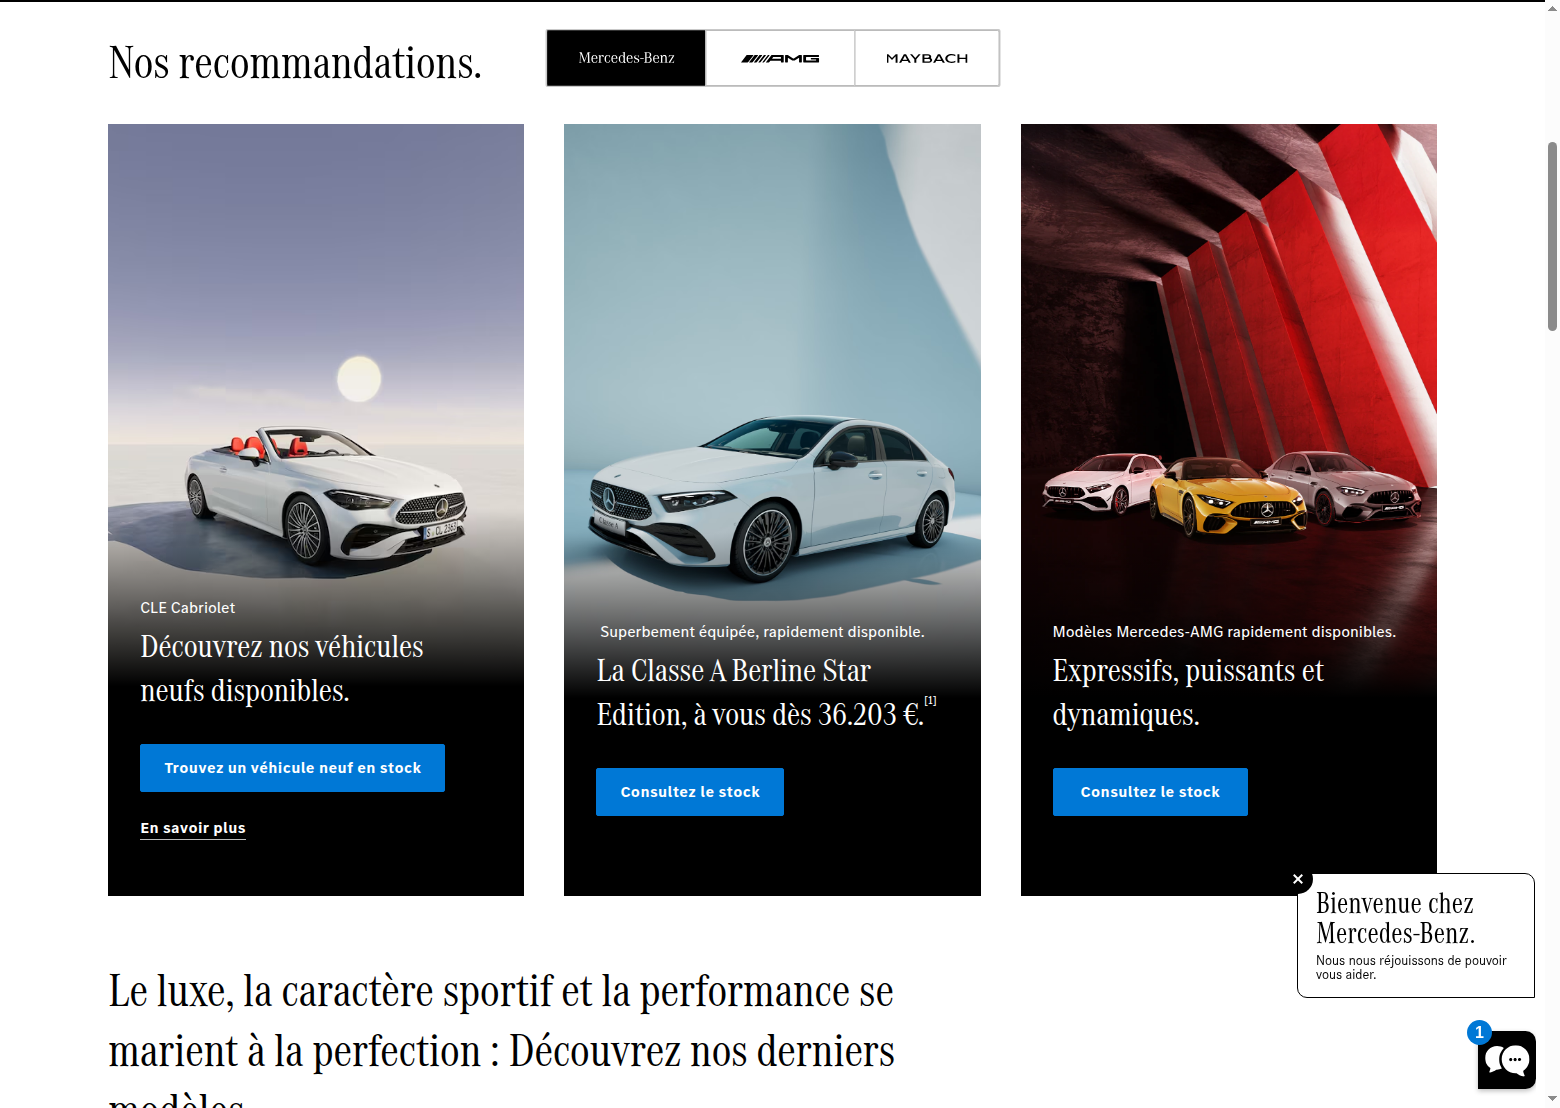 Nos recommandations.
Mercedes-Benz
AMG
MAYBACH
CLE Cabriolet
Découvrez nos véhicules
neufs disponibles.
Trouvez un véhicule neuf en stock
En savoir plus
Superbement équipée, rapidement disponible.
La Classe A Berline Star
Edition, à vous dès 36.203 €.[1]
Consultez le stock
Modèles Mercedes-AMG rapidement disponibles.
Expressifs, puissants et
dynamiques.
Consultez le stock
Bienvenue chez
Mercedes-Benz.
Nous nous réjouissons de pouvoir
vous aider.
1
Le luxe, la caractère sportif et la performance se
marient à la perfection : Découvrez nos derniers
modèles